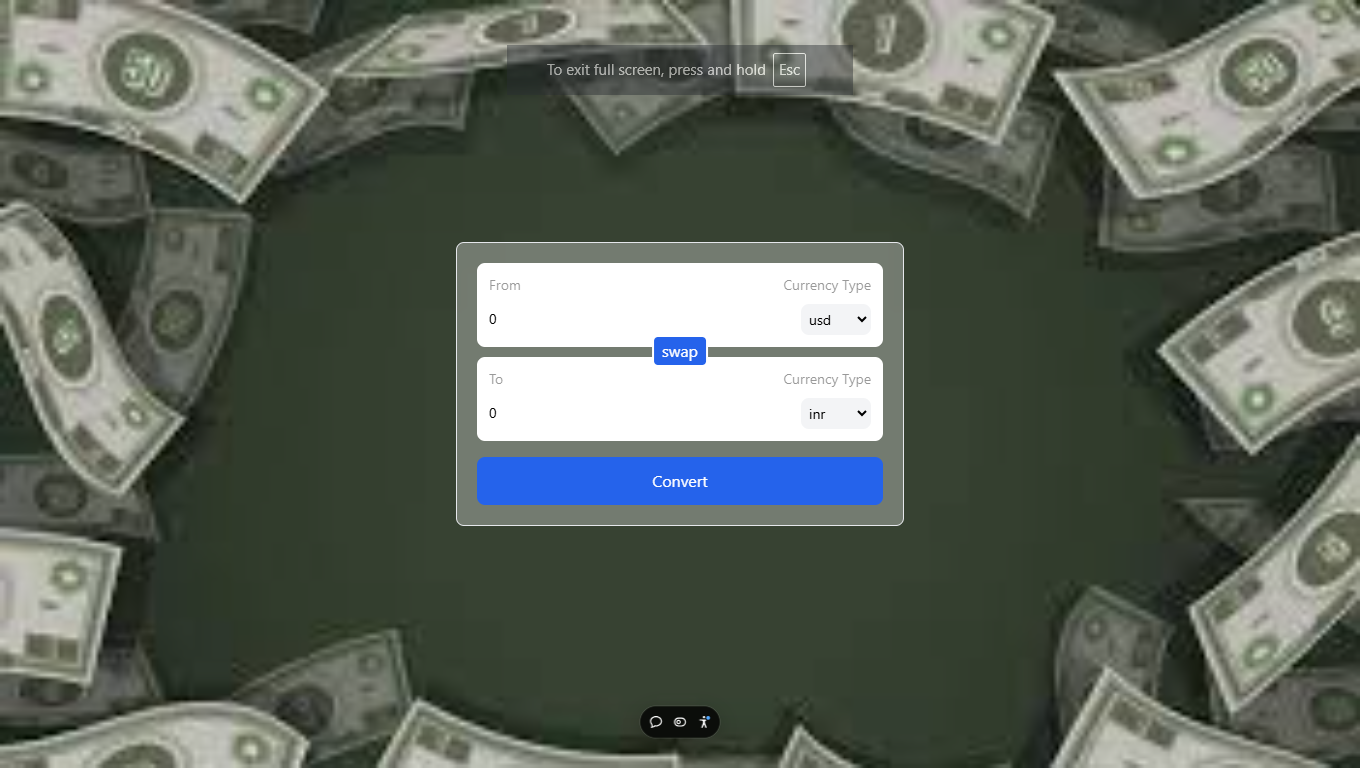 To exit full screen, press and hold Esc
From
Currency Type
0
usd
swap
To
Currency Type
0
inr
Convert